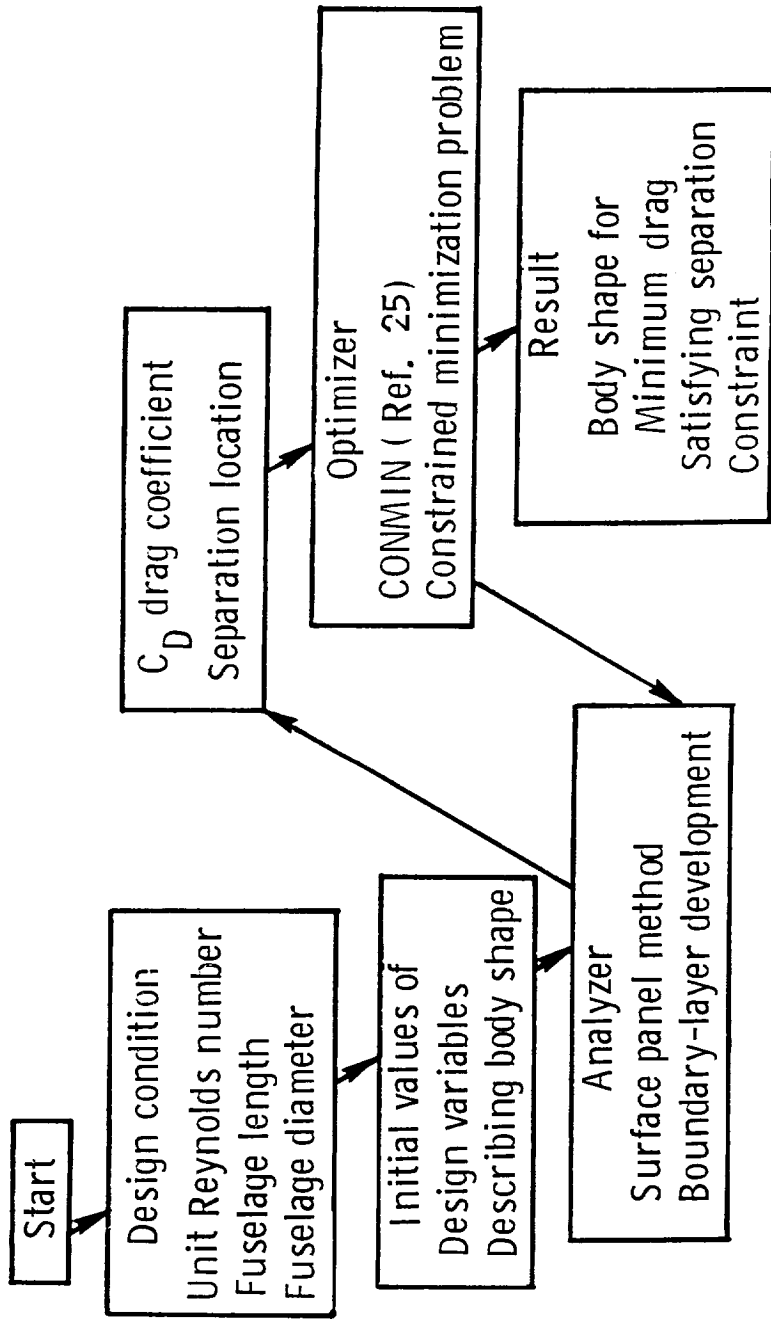 Start
Design condition
Unit Reynolds number
Fuselage length
Fuselage diameter
Initial values of
Design variables
Describing body shape
Analyzer
Surface panel method
Boundary-layer development
C_D drag coefficient
Separation location
Optimizer
CONMIN (Ref. 25)
Constrained minimization problem
Result
Body shape for
Minimum drag
Satisfying separation
Constraint